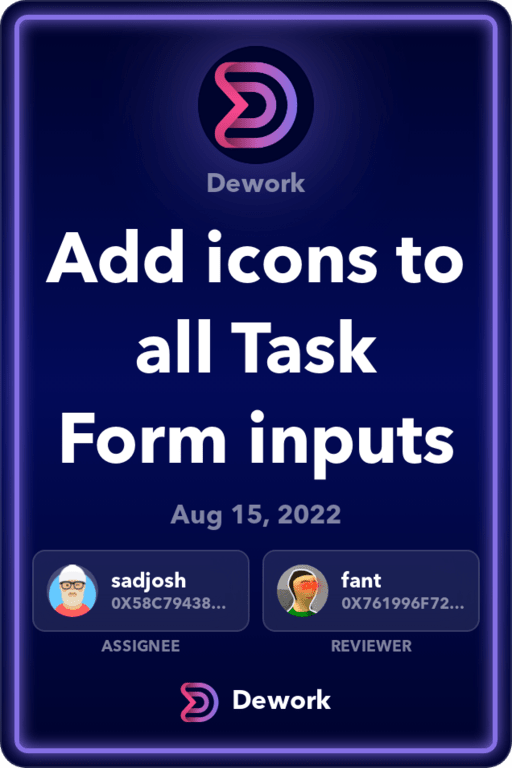 Dework
Add icons to
all Task
Form inputs
Aug 15, 2022
sadjosh
0X58C79438...
ASSIGNEE
fant
0X761996F72...
REVIEWER
Dework